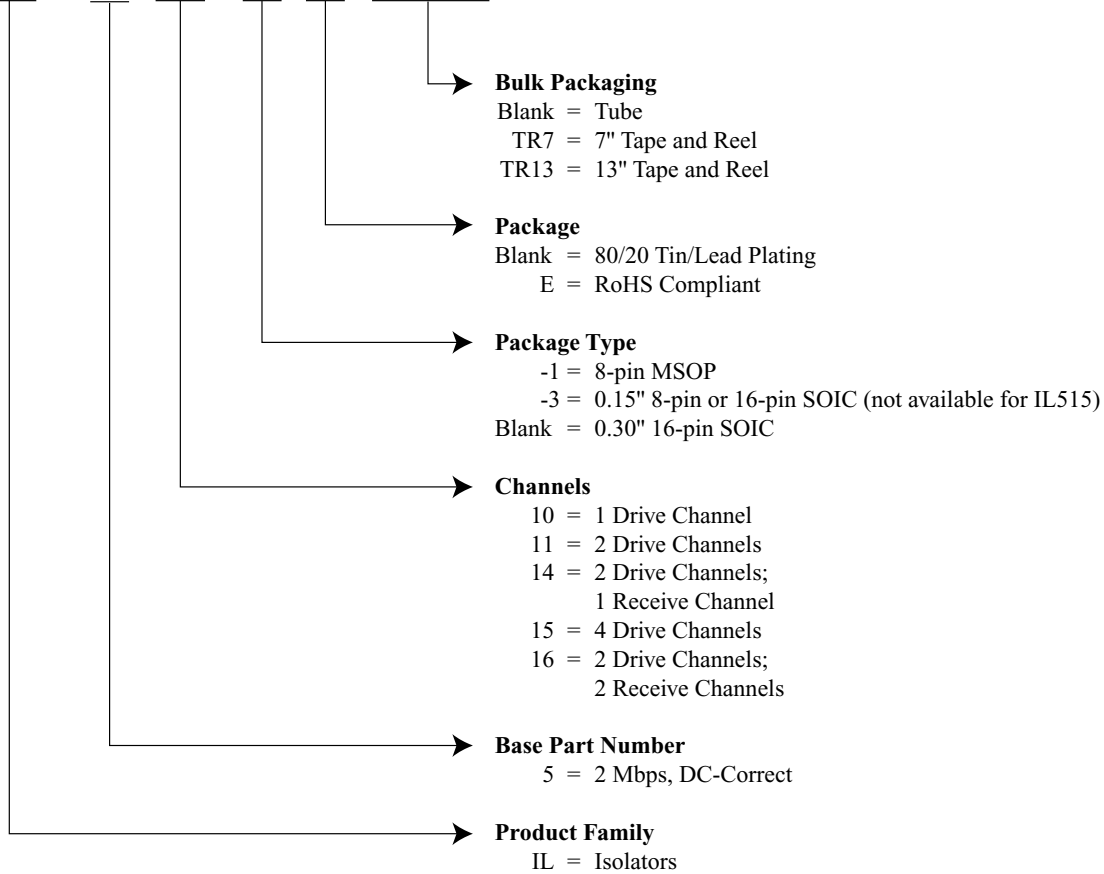 Bulk Packaging
Blank = Tube
TR7 = 7" Tape and Reel
TR13 = 13" Tape and Reel
Package
Blank = 80/20 Tin/Lead Plating
E = RoHS Compliant
Package Type
-1 = 8-pin MSOP
-3 = 0.15" 8-pin or 16-pin SOIC (not available for IL515)
Blank = 0.30" 16-pin SOIC
Channels
10 = 1 Drive Channel
11 = 2 Drive Channels
14 = 2 Drive Channels;
1 Receive Channel
15 = 4 Drive Channels
16 = 2 Drive Channels;
2 Receive Channels
Base Part Number
5 = 2 Mbps, DC-Correct
Product Family
IL = Isolators